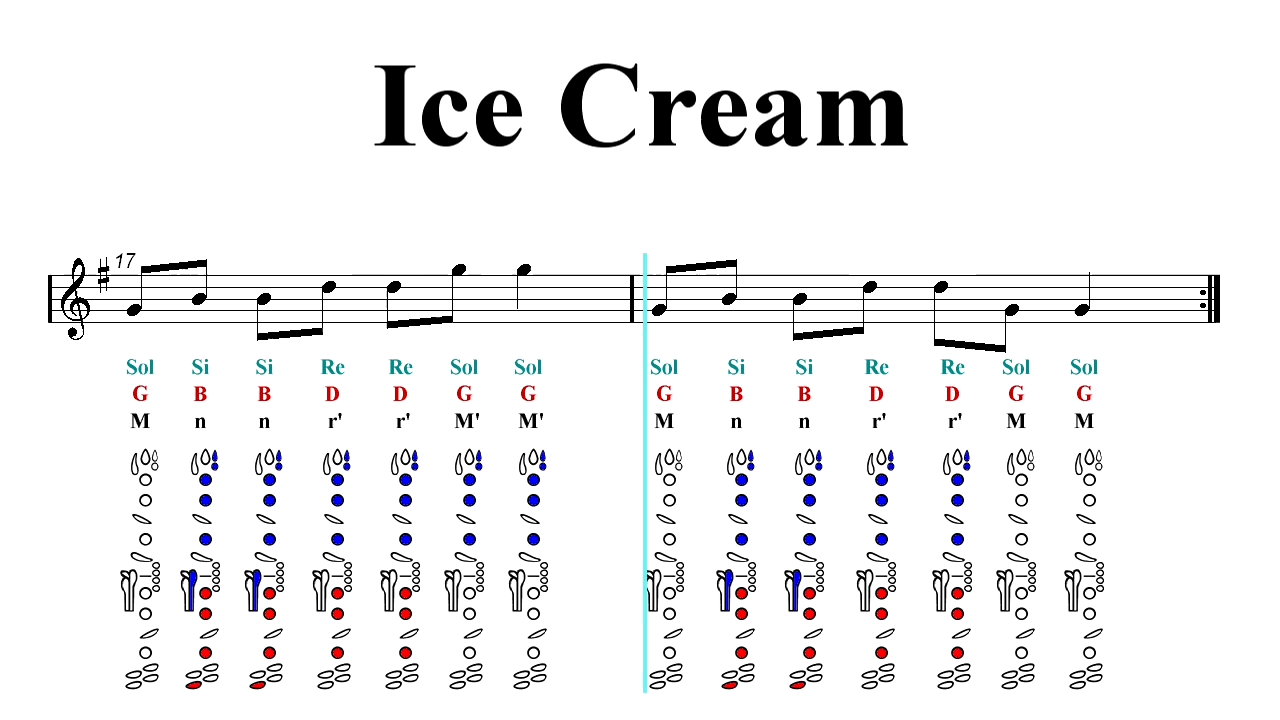 Ice Cream
17
Sol Si Si Re Re Sol Sol Sol Si Si Re Re Sol Sol
G B B D D G G G B B D D G G
M n n r' r' M' M' M n n r' r' M M